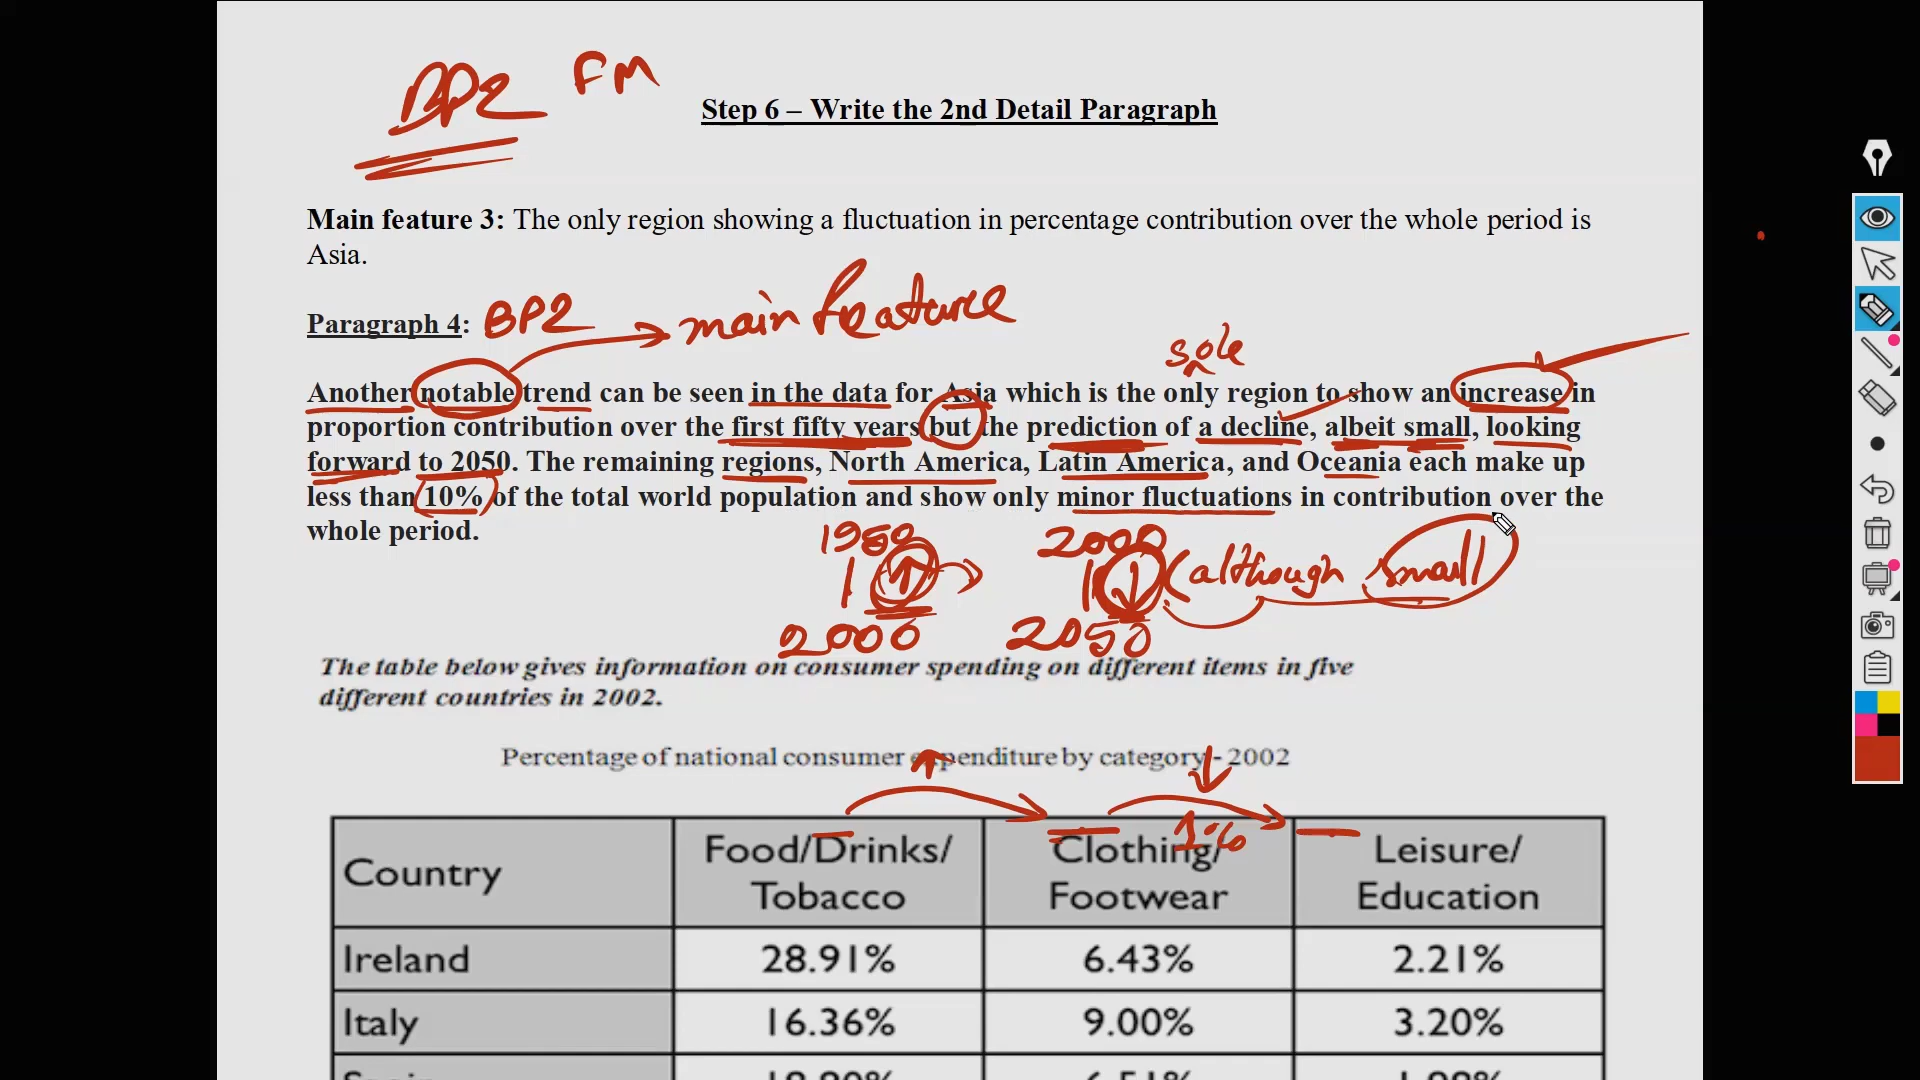 BP2 FM
Step 6 – Write the 2nd Detail Paragraph
Main feature 3: The only region showing a fluctuation in percentage contribution over the whole period is
Asia.
Paragraph 4: BP2 main feature
sole
Another notable trend can be seen in the data for Asia which is the only region to show an increase in
proportion contribution over the first fifty years but the prediction of a decline, albeit small, looking
forward to 2050. The remaining regions, North America, Latin America, and Oceania each make up
less than 10% of the total world population and show only minor fluctuations in contribution over the
whole period.
1950 2000
(although small
2000 2050
The table below gives information on consumer spending on different items in five
different countries in 2002.
Percentage of national consumer expenditure by category - 2002
1%
Country Food/Drinks/ Tobacco Clothing/ Footwear Leisure/ Education
Ireland 28.91% 6.43% 2.21%
Italy 16.36% 9.00% 3.20%